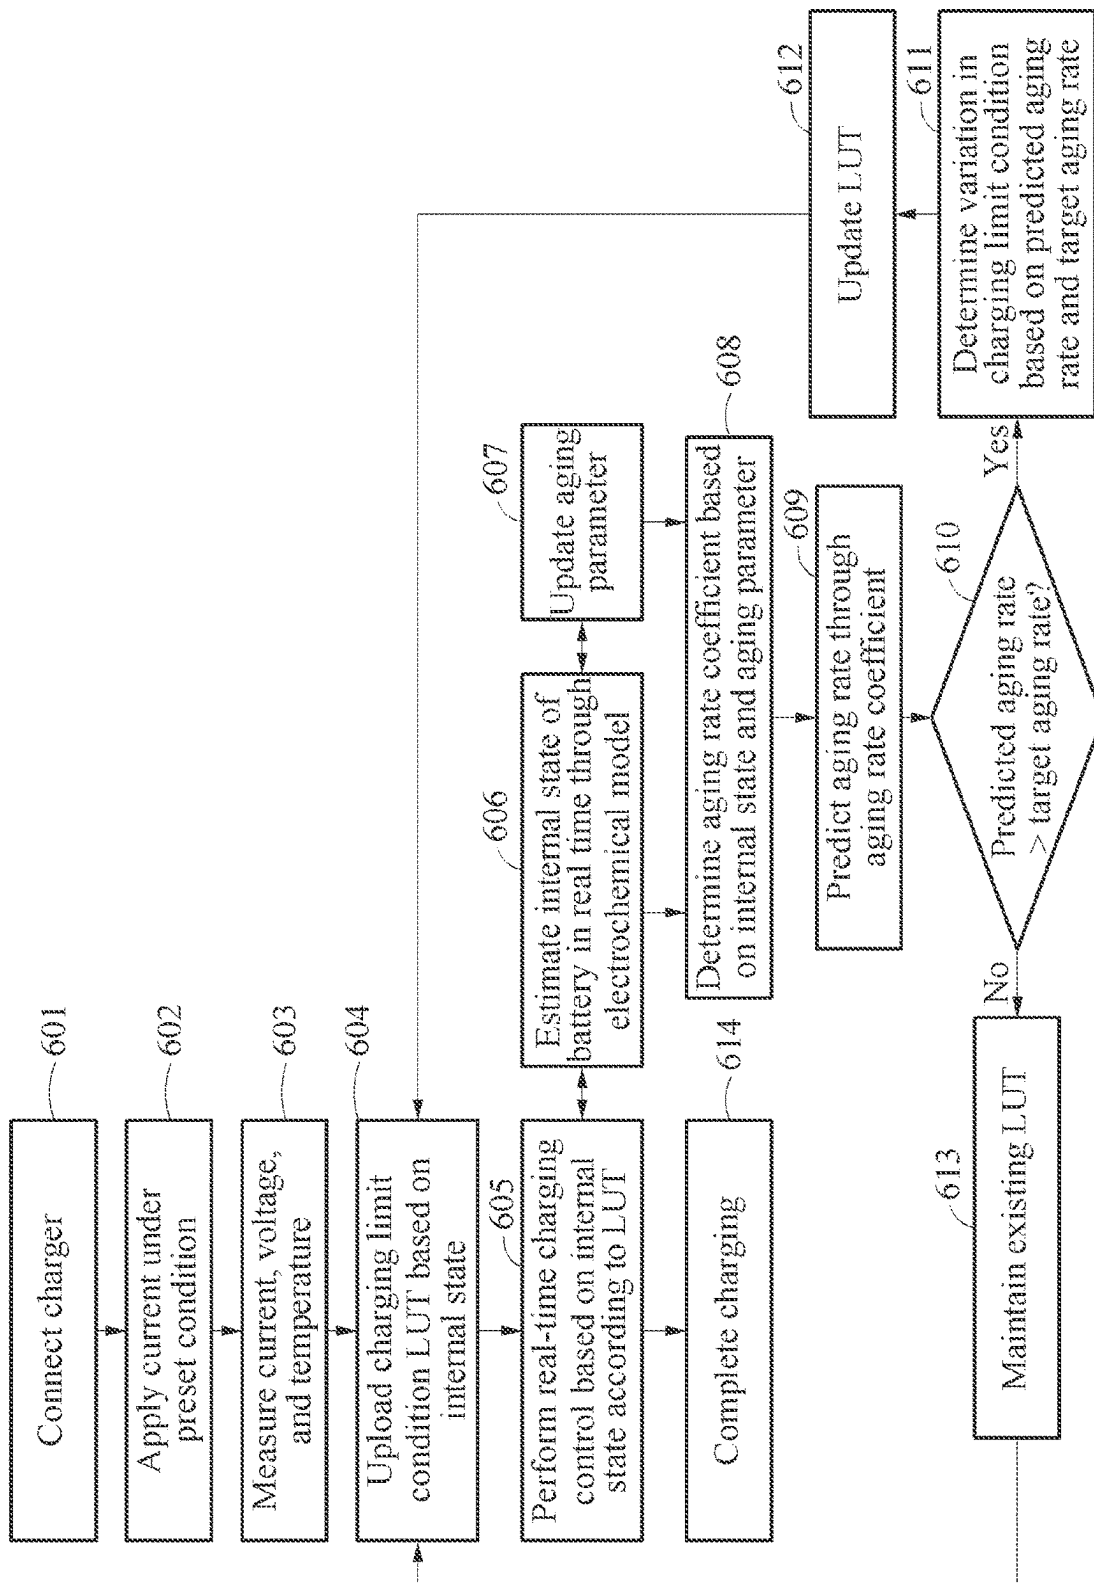 Connect charger
601
Apply current under
preset condition
602
Measure current, voltage,
and temperature
603
Upload charging limit
condition LUT based on
internal state
604
Perform real-time charging
control based on internal
state according to LUT
605
Estimate internal state of
battery in real time through
electrochemical model
606
Update aging
parameter
607
Determine aging rate coefficient based
on internal state and aging parameter
608
Predict aging rate through
aging rate coefficient
609
Predicted aging rate
> target aging rate?
610
Yes
No
Determine variation in
charging limit condition
based on predicted aging
rate and target aging rate
611
Update LUT
612
Maintain existing LUT
613
Complete charging
614